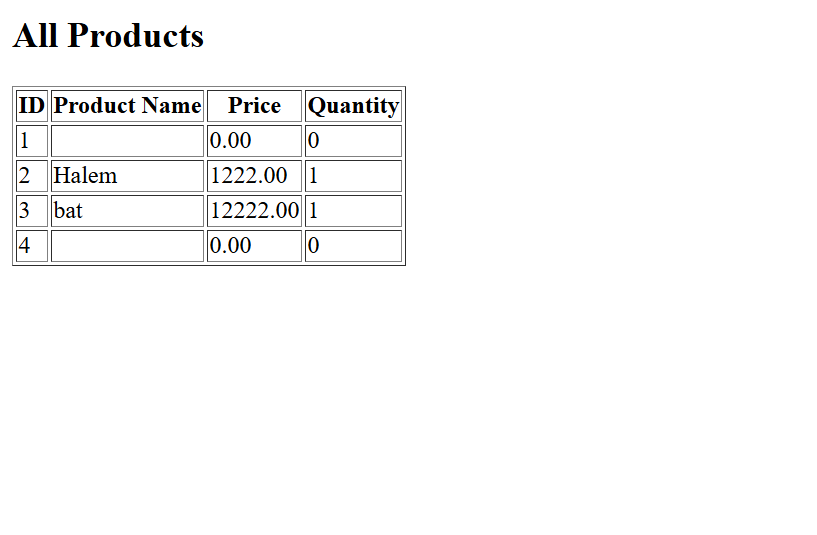 All Products
ID Product Name Price Quantity
1 0.00 0
2 Halem 1222.00 1
3 bat 12222.00 1
4 0.00 0